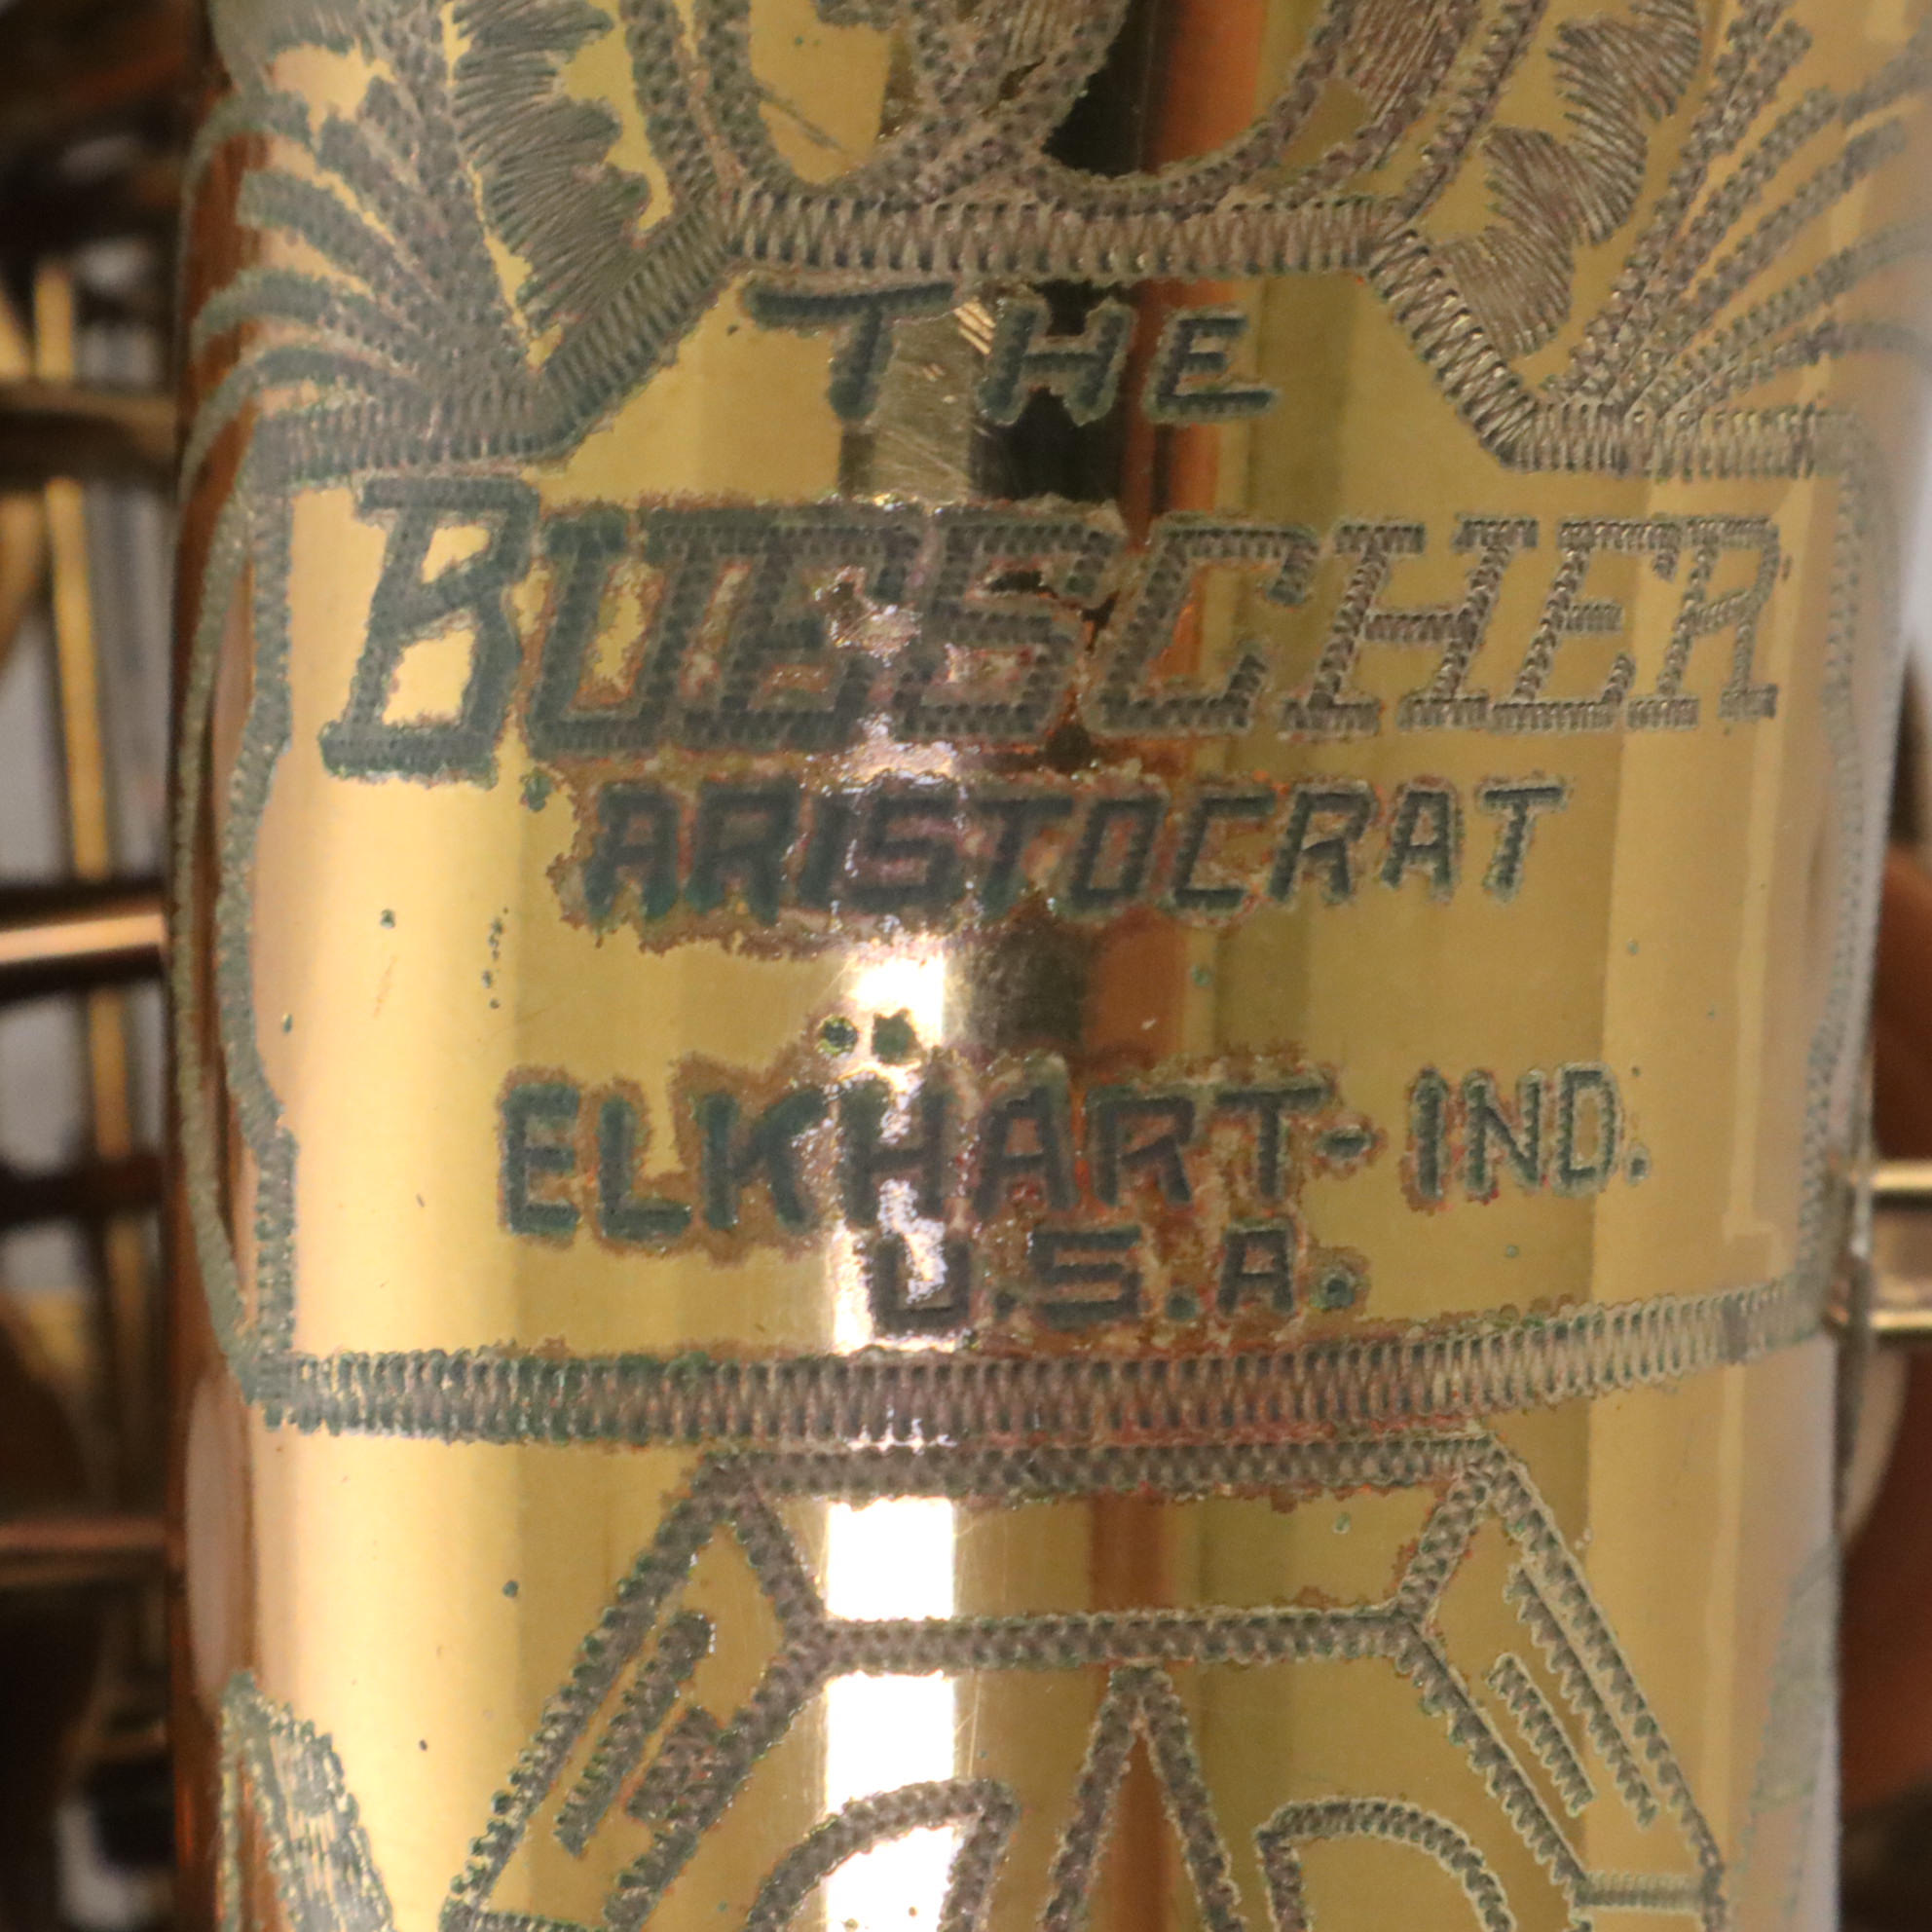 THE
BUESCHER
ARISTOCRAT
ELKHART-IND.
U.S.A.